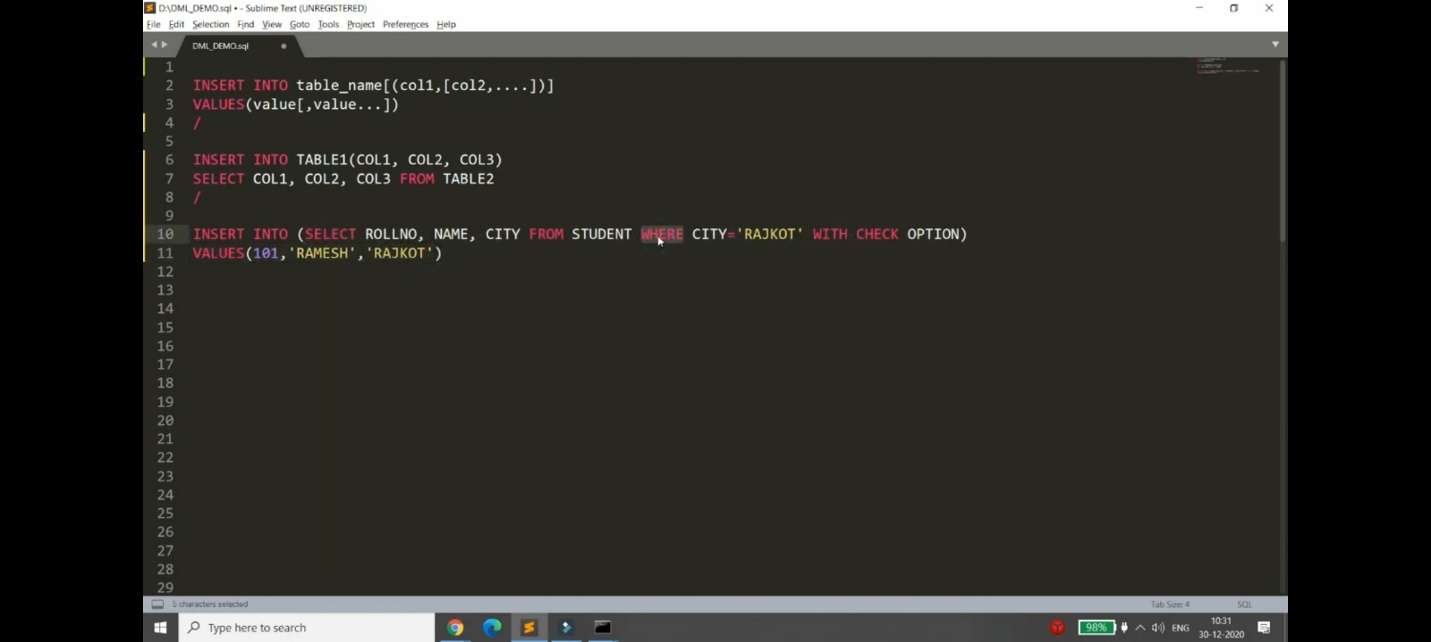 D:\DML_DEMO.sql • - Sublime Text (UNREGISTERED)
File Edit Selection Find View Goto Tools Project Preferences Help
DML_DEMO.sql
1
2 INSERT INTO table_name[(col1,[col2,....])]
3 VALUES(value[,value...])
4 /
5
6 INSERT INTO TABLE1(COL1, COL2, COL3)
7 SELECT COL1, COL2, COL3 FROM TABLE2
8 /
9
10 INSERT INTO (SELECT ROLLNO, NAME, CITY FROM STUDENT WHERE CITY='RAJKOT' WITH CHECK OPTION)
11 VALUES(101,'RAMESH','RAJKOT')
12
13
14
15
16
17
18
19
20
21
22
23
24
25
26
27
28
29
5 characters selected Tab Size: 4 SQL
Type here to search 98% ENG 10:31
30-12-2020